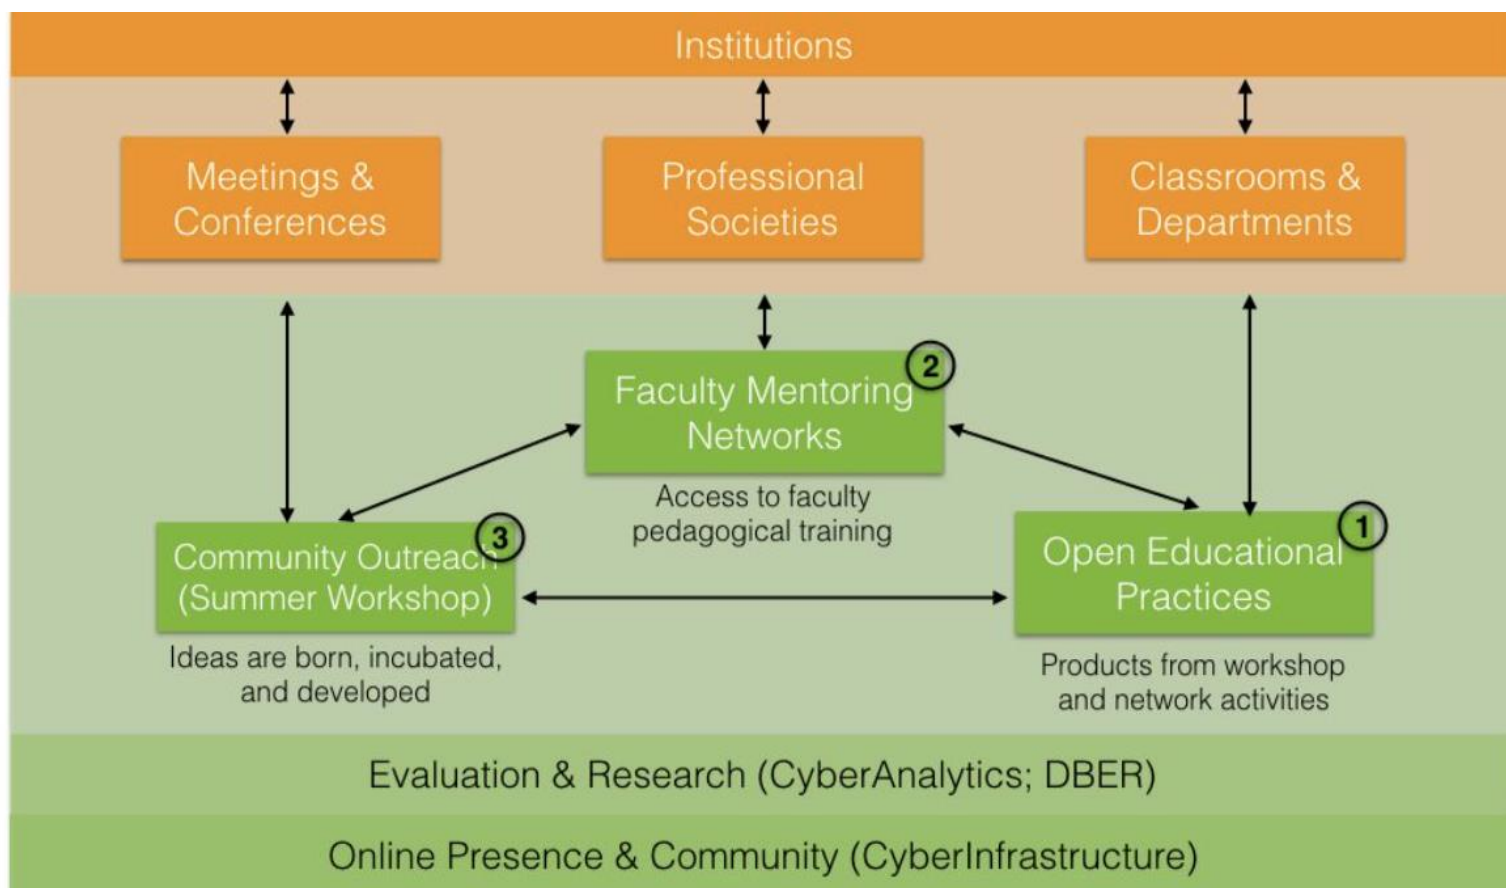 Institutions
Meetings &
Conferences
Professional
Societies
Classrooms &
Departments
2
Faculty Mentoring
Networks
Access to faculty
pedagogical training
3
Community Outreach
(Summer Workshop)
Ideas are born, incubated,
and developed
1
Open Educational
Practices
Products from workshop
and network activities
Evaluation & Research (CyberAnalytics; DBER)
Online Presence & Community (CyberInfrastructure)